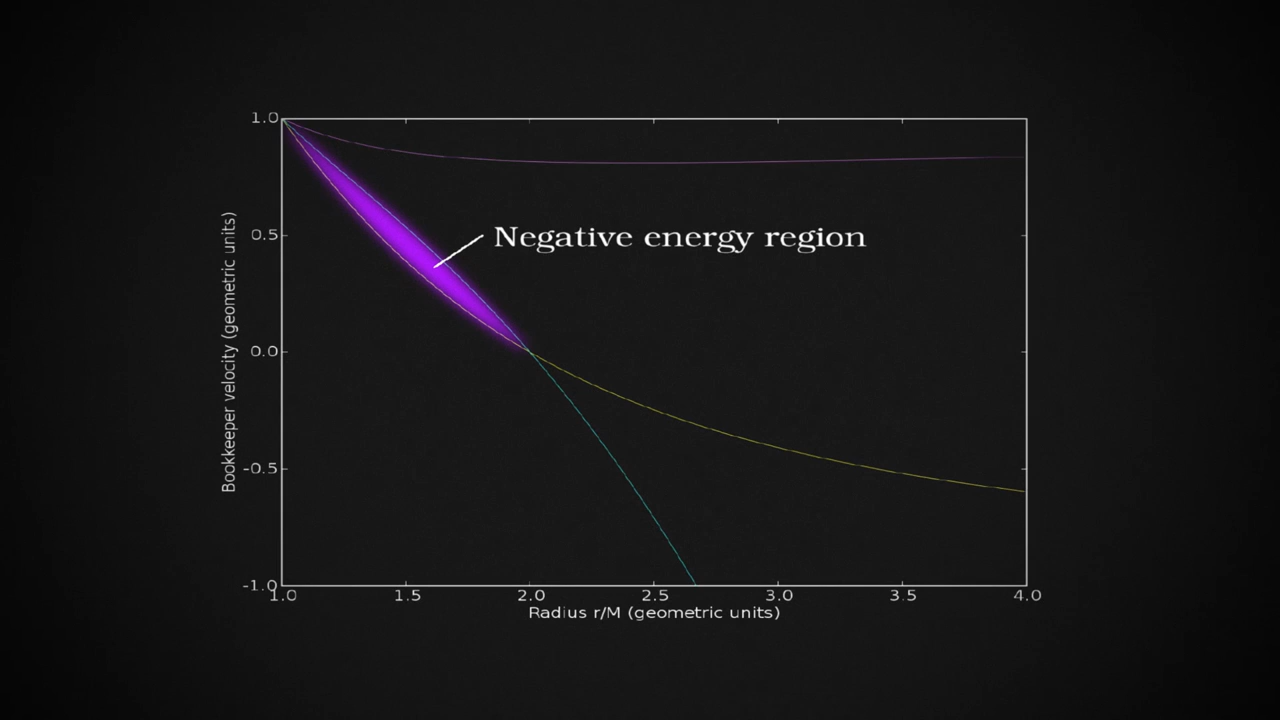 1.0
Negative energy region
0.5
0.0
-0.5
-1.0
Bookkeeper velocity (geometric units)
1.0 1.5 2.0 2.5 3.0 3.5 4.0
Radius r/M (geometric units)